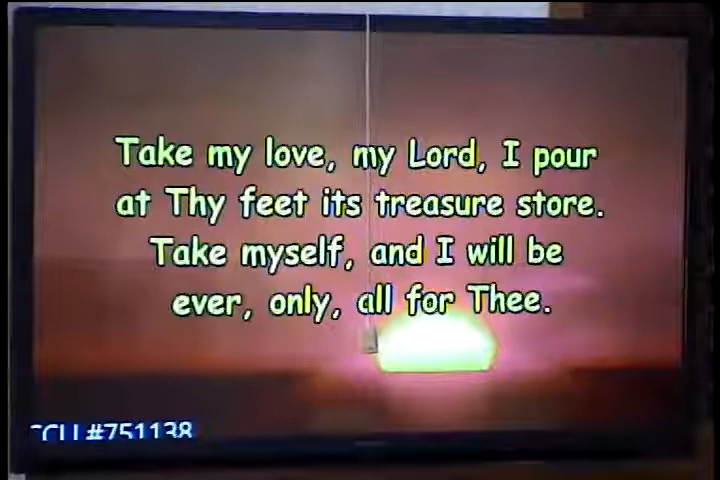 Take my love, my Lord, I pour
at Thy feet its treasure store.
Take myself, and I will be
ever, only, all for Thee.
#751138